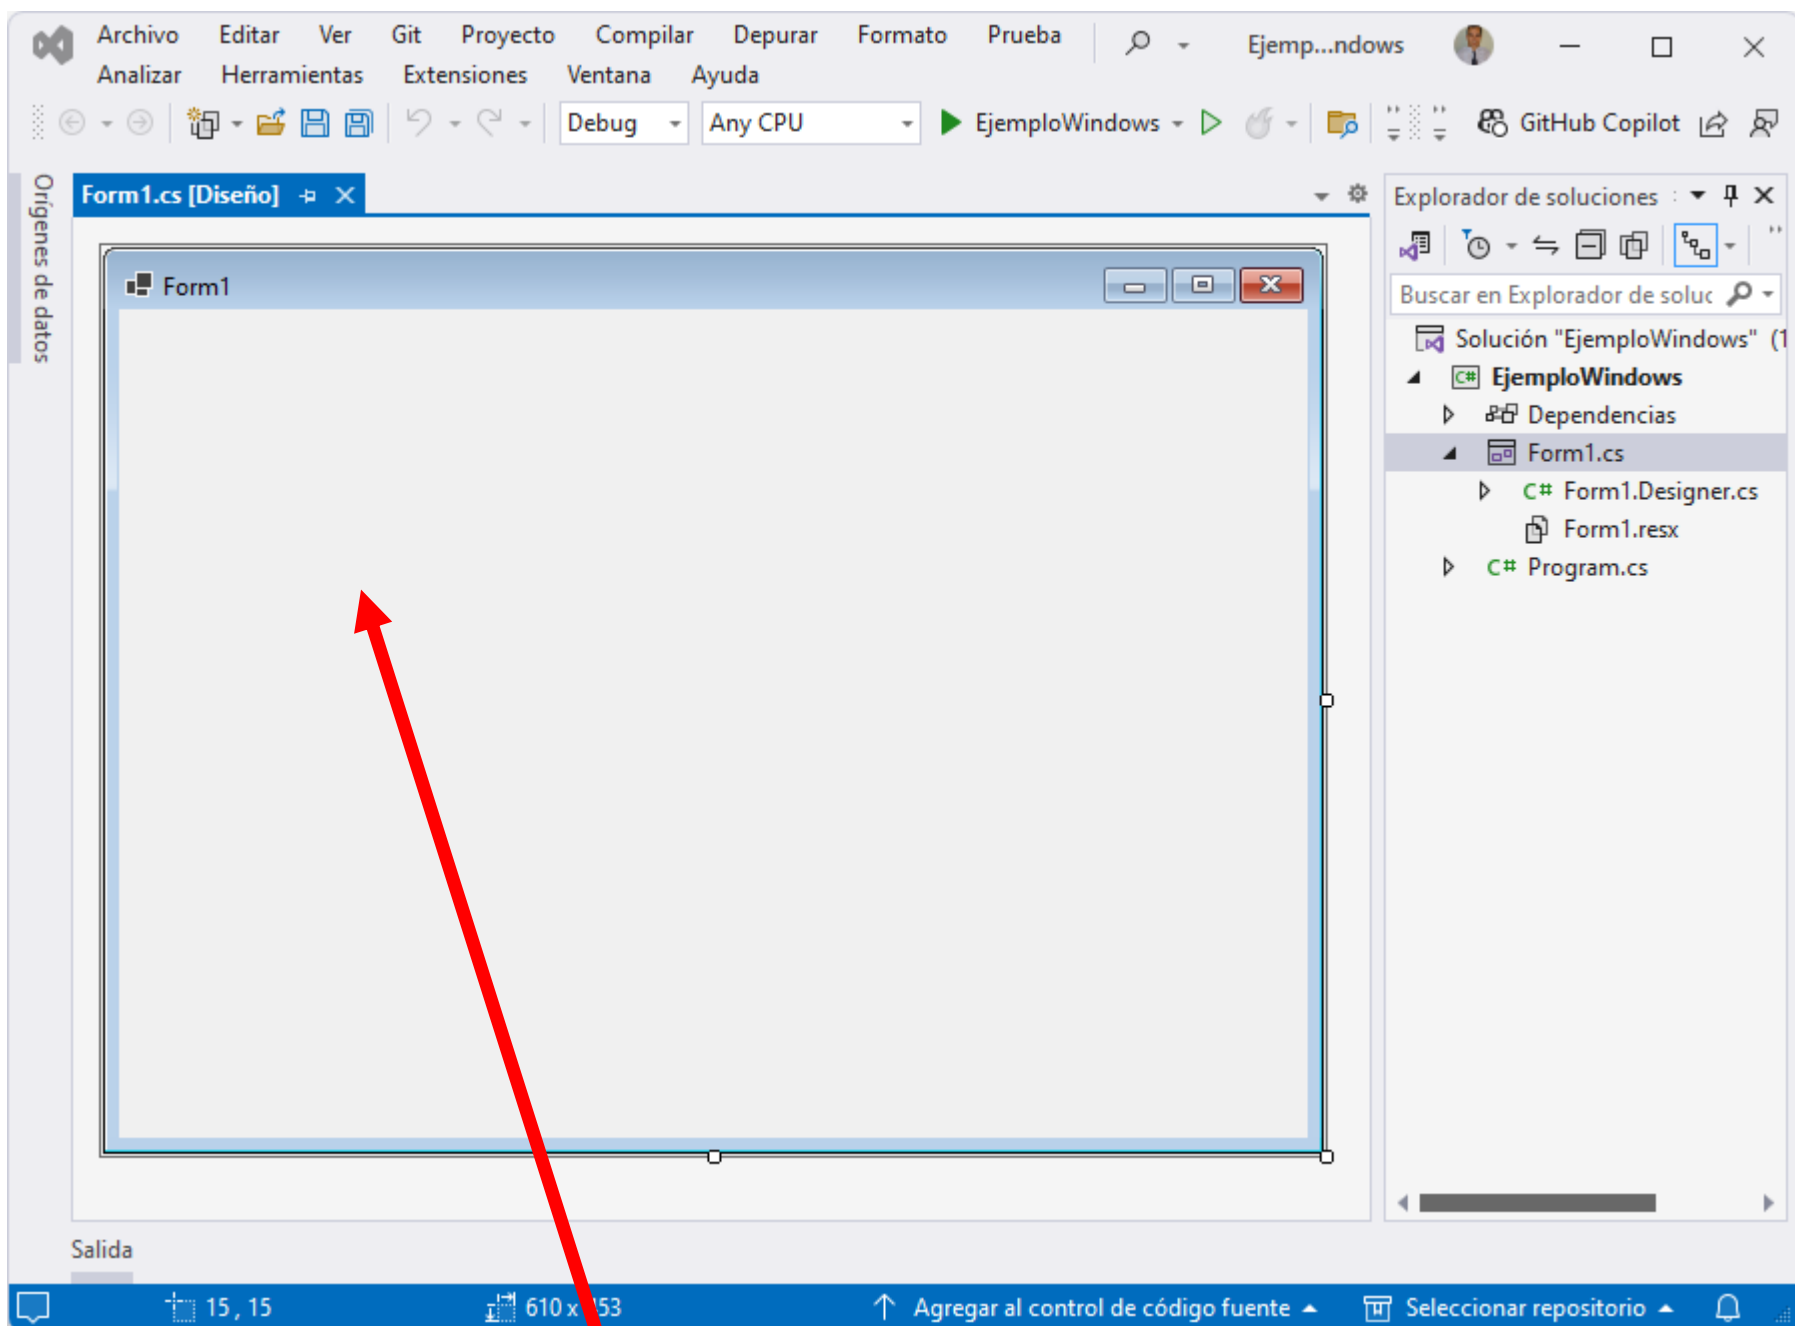 Archivo Editar Ver Git Proyecto Compilar Depurar Formato Prueba Ejemp...ndows
Analizar Herramientas Extensiones Ventana Ayuda
Debug Any CPU EjemploWindows GitHub Copilot
Orígenes de datos
Form1.cs [Diseño]
Form1
Explorador de soluciones
Buscar en Explorador de soluc
Solución "EjemploWindows" (1
C# EjemploWindows
Dependencias
Form1.cs
C# Form1.Designer.cs
Form1.resx
C# Program.cs
Salida
15 , 15 610 x 453 Agregar al control de código fuente Seleccionar repositorio